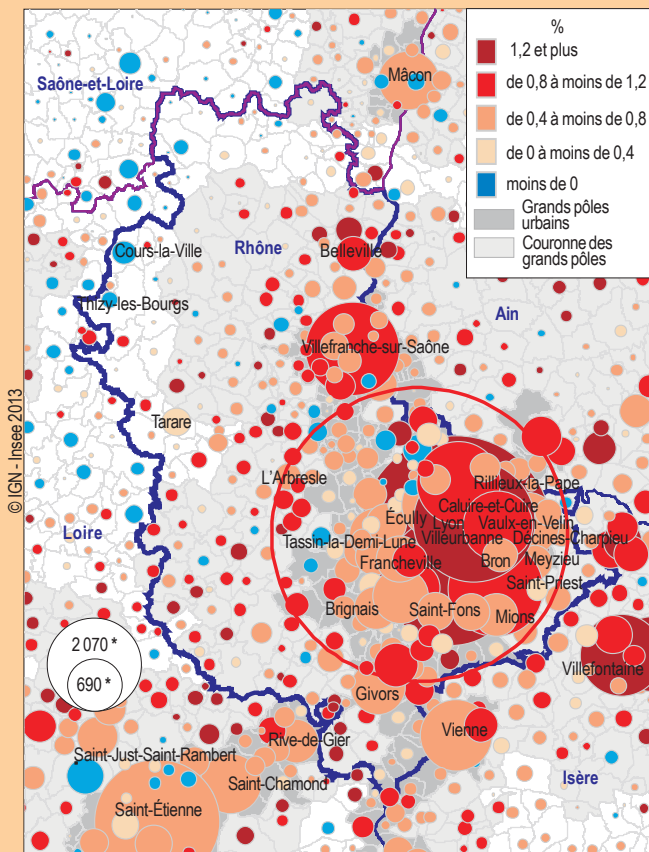 %
1,2 et plus
de 0,8 à moins de 1,2
de 0,4 à moins de 0,8
de 0 à moins de 0,4
moins de 0
Grands pôles
urbains
Couronne des
grands pôles
Mâcon
Saône-et-Loire
Cours-la-Ville
Rhône
Belleville
Thizy-les-Bourgs
Ain
Villefranche-sur-Saône
Tarare
L'Arbresle
Rillieux-la-Pape
Caluire-et-Cuire
Écully
Lyon
Vaulx-en-Velin
Loire
Tassin-la-Demi-Lune
Villeurbanne
Décines-Charpieu
Francheville
Bron
Meyzieu
Saint-Priest
Brignais
Saint-Fons
Mions
2 070 *
690 *
Villefontaine
Givors
Vienne
Rive-de-Gier
Saint-Just-Saint-Rambert
Saint-Chamond
Isère
Saint-Étienne
© IGN - Insee 2013